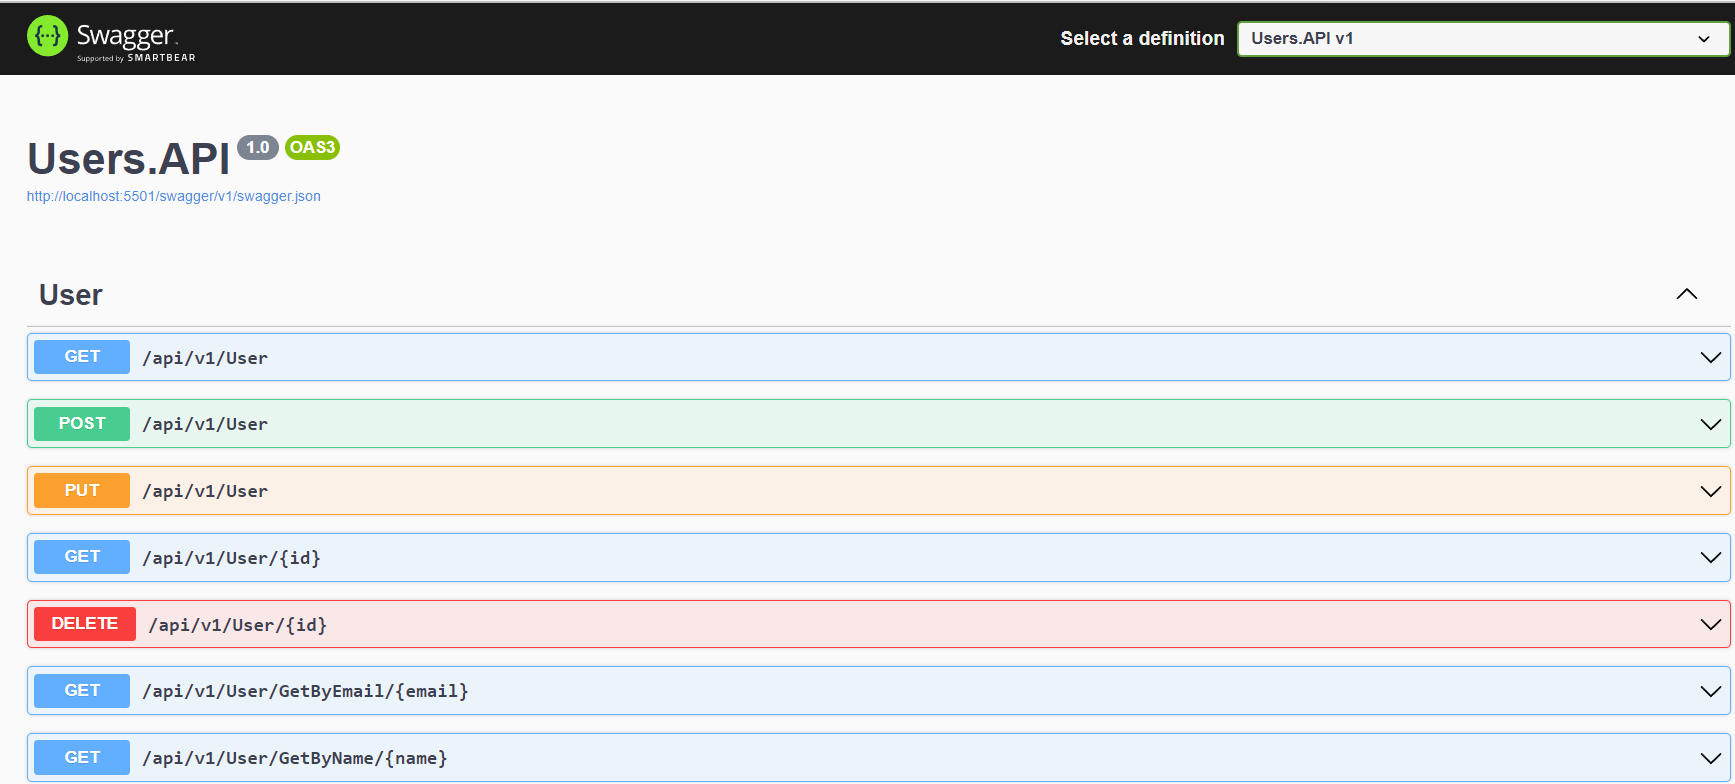 {···} Swagger™
Supported by SMARTBEAR
Select a definition
Users.API v1
Users.API 1.0 OAS3
http://localhost:5501/swagger/v1/swagger.json
User
GET /api/v1/User
POST /api/v1/User
PUT /api/v1/User
GET /api/v1/User/{id}
DELETE /api/v1/User/{id}
GET /api/v1/User/GetByEmail/{email}
GET /api/v1/User/GetByName/{name}